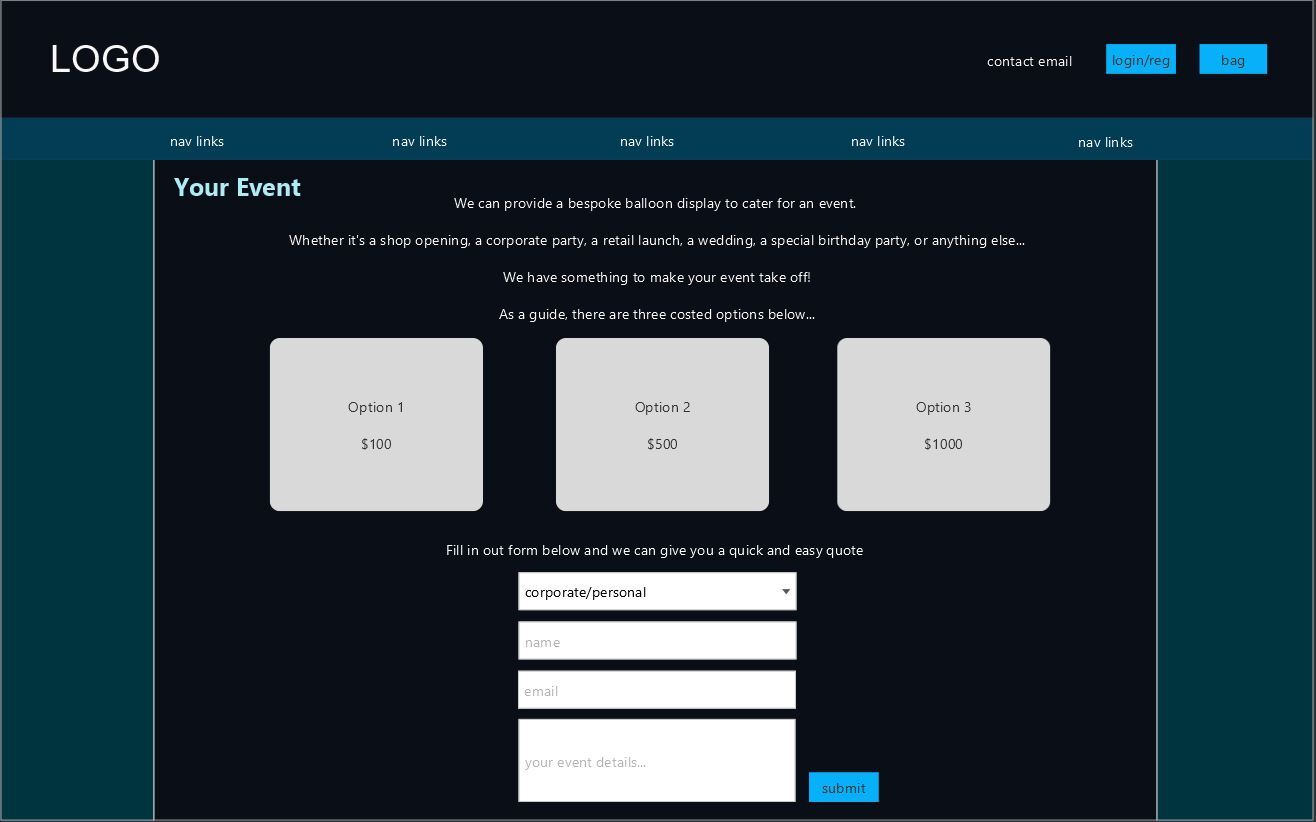 LOGO
contact email
login/reg
bag
nav links
nav links
nav links
nav links
nav links
Your Event
We can provide a bespoke balloon display to cater for an event.
Whether it's a shop opening, a corporate party, a retail launch, a wedding, a special birthday party, or anything else...
We have something to make your event take off!
As a guide, there are three costed options below...
Option 1
$100
Option 2
$500
Option 3
$1000
Fill in out form below and we can give you a quick and easy quote
corporate/personal
name
email
your event details...
submit